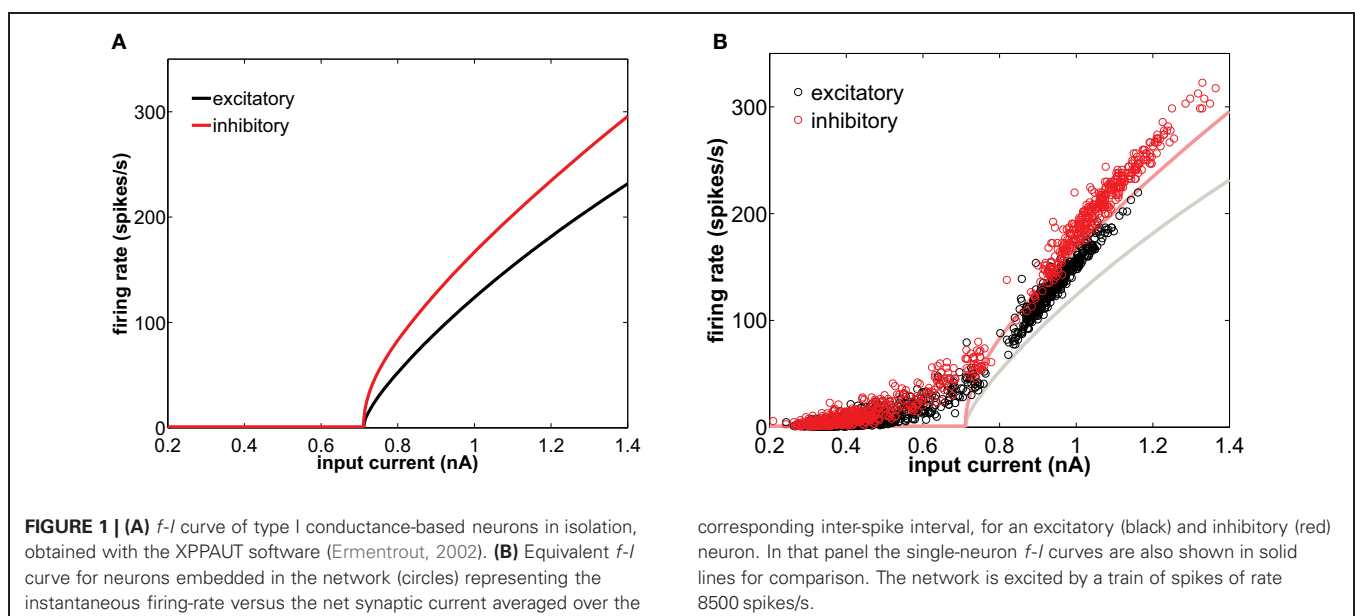 A
300
200
100
0
firing rate (spikes/s)
excitatory
inhibitory
0.2 0.4 0.6 0.8 1 1.2 1.4
input current (nA)
B
300
200
100
0
firing rate (spikes/s)
excitatory
inhibitory
0.2 0.4 0.6 0.8 1 1.2 1.4
input current (nA)
FIGURE 1 | (A) f-I curve of type I conductance-based neurons in isolation,
obtained with the XPPAUT software (Ermentrout, 2002). (B) Equivalent f-I
curve for neurons embedded in the network (circles) representing the
instantaneous firing-rate versus the net synaptic current averaged over the
corresponding inter-spike interval, for an excitatory (black) and inhibitory (red)
neuron. In that panel the single-neuron f-I curves are also shown in solid
lines for comparison. The network is excited by a train of spikes of rate
8500 spikes/s.